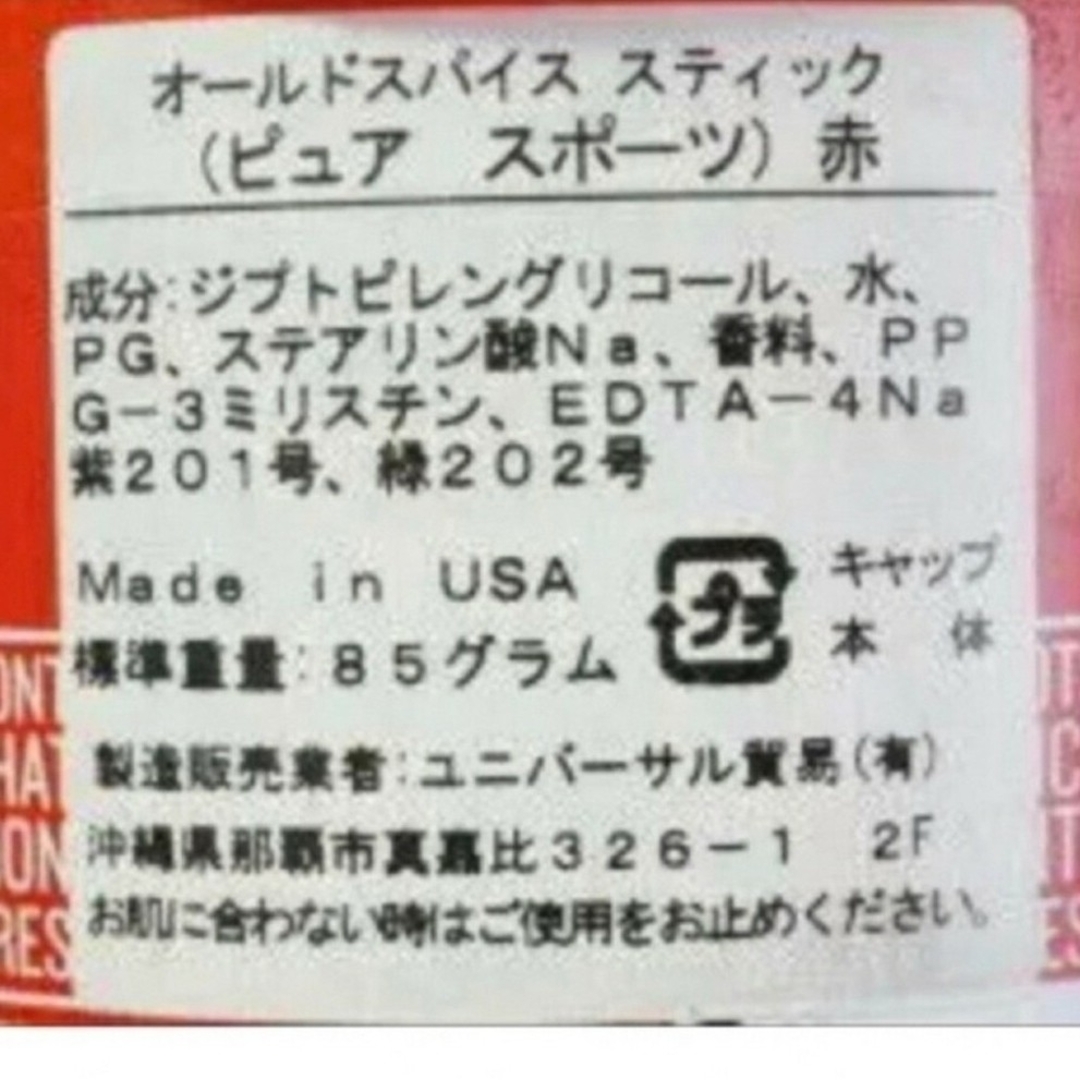 オールドスパイス スティック
(ピュア スポーツ) 赤
成分:ジプトピレングリコール、水、
PG、ステアリン酸Na、香料、PP
G-3ミリスチン、EDTA-4Na
紫201号、緑202号
Made in USA
標準重量:85グラム
プラ
キャップ
本 体
製造販売業者:ユニバーサル貿易(有)
沖縄県那覇市真嘉比326-1 2F
お肌に合わない時はご使用をお止めください。